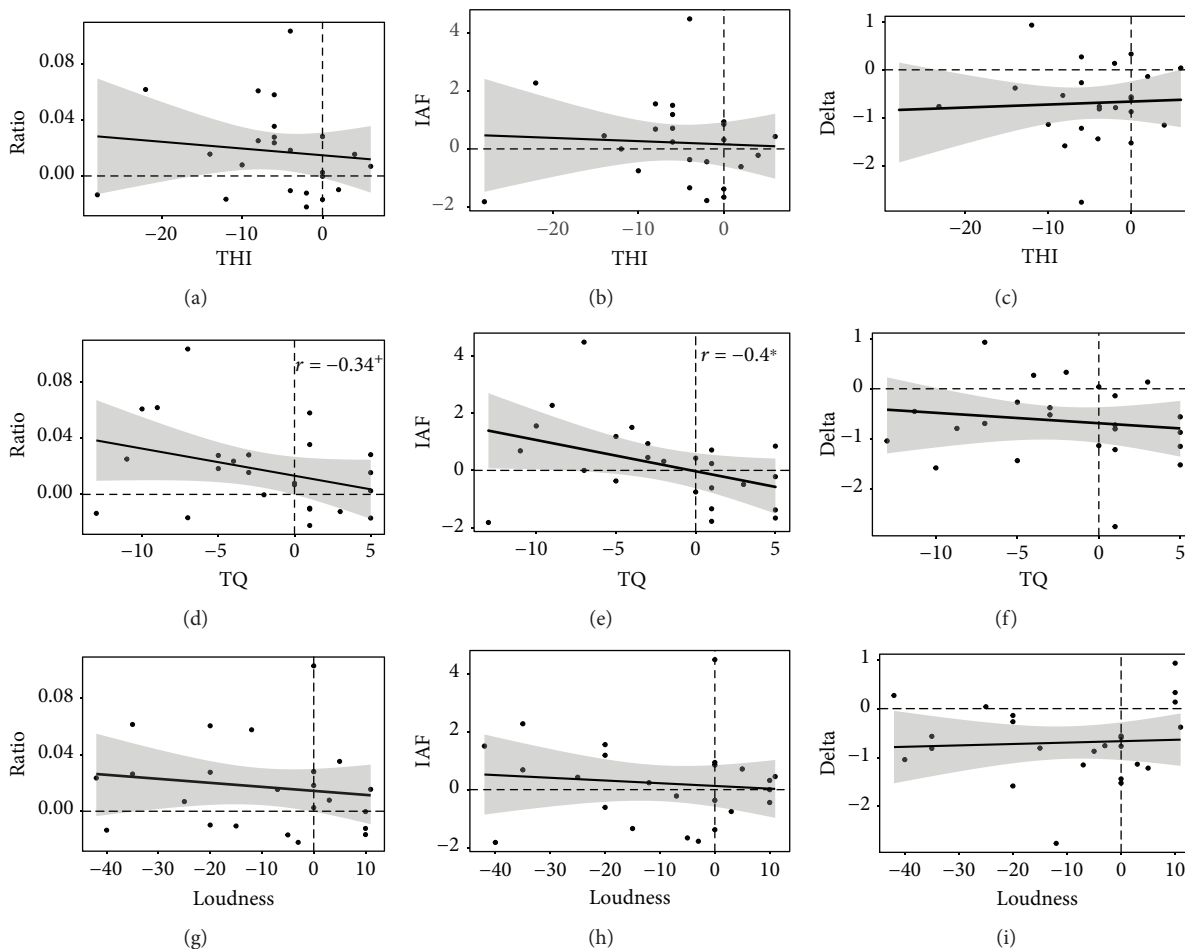 0.08
0.04
0.00
Ratio
−20
−10
0
THI
(a)
4
2
0
−2
IAF
−20
−10
0
THI
(b)
1
0
−1
−2
Delta
−20
−10
0
THI
(c)
r = −0.34+
0.08
0.04
0.00
Ratio
−10
−5
0
5
TQ
(d)
r = −0.4*
4
2
0
−2
IAF
−10
−5
0
5
TQ
(e)
1
0
−1
−2
Delta
−10
−5
0
5
TQ
(f)
0.08
0.04
0.00
Ratio
−40
−30
−20
−10
0
10
Loudness
(g)
4
2
0
−2
IAF
−40
−30
−20
−10
0
10
Loudness
(h)
1
0
−1
−2
Delta
−40
−30
−20
−10
0
10
Loudness
(i)